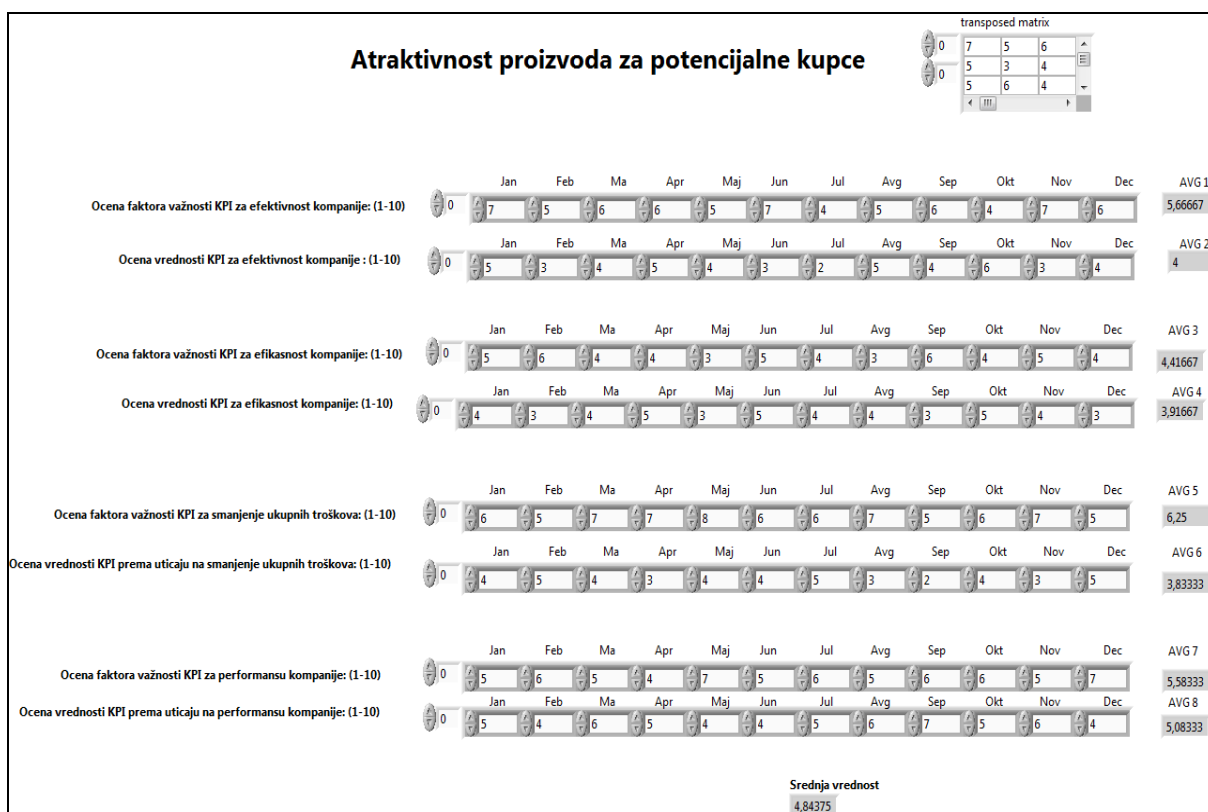 transposed matrix
Atraktivnost proizvoda za potencijalne kupce
0 7 5 6
5 3 4
0
5 6 4
Jan Feb Ma Apr Maj Jun Jul Avg Sep Okt Nov Dec AVG 1
Ocena faktora važnosti KPI za efektivnost kompanije: (1-10) 0 7 5 6 6 5 7 4 5 6 4 7 6 5,66667
Jan Feb Ma Apr Maj Jun Jul Avg Sep Okt Nov Dec AVG 2
Ocena vrednosti KPI za efektivnost kompanije : (1-10) 0 5 3 4 5 4 3 2 5 4 6 3 4 4
Jan Feb Ma Apr Maj Jun Jul Avg Sep Okt Nov Dec AVG 3
Ocena faktora važnosti KPI za efikasnost kompanije: (1-10) 0 5 6 4 4 3 5 4 3 6 4 5 4 4,41667
Jan Feb Ma Apr Maj Jun Jul Avg Sep Okt Nov Dec AVG 4
Ocena vrednosti KPI za efikasnost kompanije: (1-10) 0 4 3 4 5 3 5 4 4 3 5 4 3 3,91667
Jan Feb Ma Apr Maj Jun Jul Avg Sep Okt Nov Dec AVG 5
Ocena faktora važnosti KPI za smanjenje ukupnih troškova: (1-10) 0 6 5 7 7 8 6 6 7 5 6 7 5 6,25
Jan Feb Ma Apr Maj Jun Jul Avg Sep Okt Nov Dec AVG 6
Ocena vrednosti KPI prema uticaju na smanjenje ukupnih troškova: (1-10) 0 4 5 4 3 4 4 5 3 2 4 3 5 3,83333
Jan Feb Ma Apr Maj Jun Jul Avg Sep Okt Nov Dec AVG 7
Ocena faktora važnosti KPI za performansu kompanije: (1-10) 0 5 6 5 4 7 5 6 6 6 5 5 7 5,58333
Jan Feb Ma Apr Maj Jun Jul Avg Sep Okt Nov Dec AVG 8
Ocena vrednosti KPI prema uticaju na performansu kompanije: (1-10) 0 5 4 6 5 4 4 5 6 7 5 6 4 5,08333
Srednja vrednost
4,84375